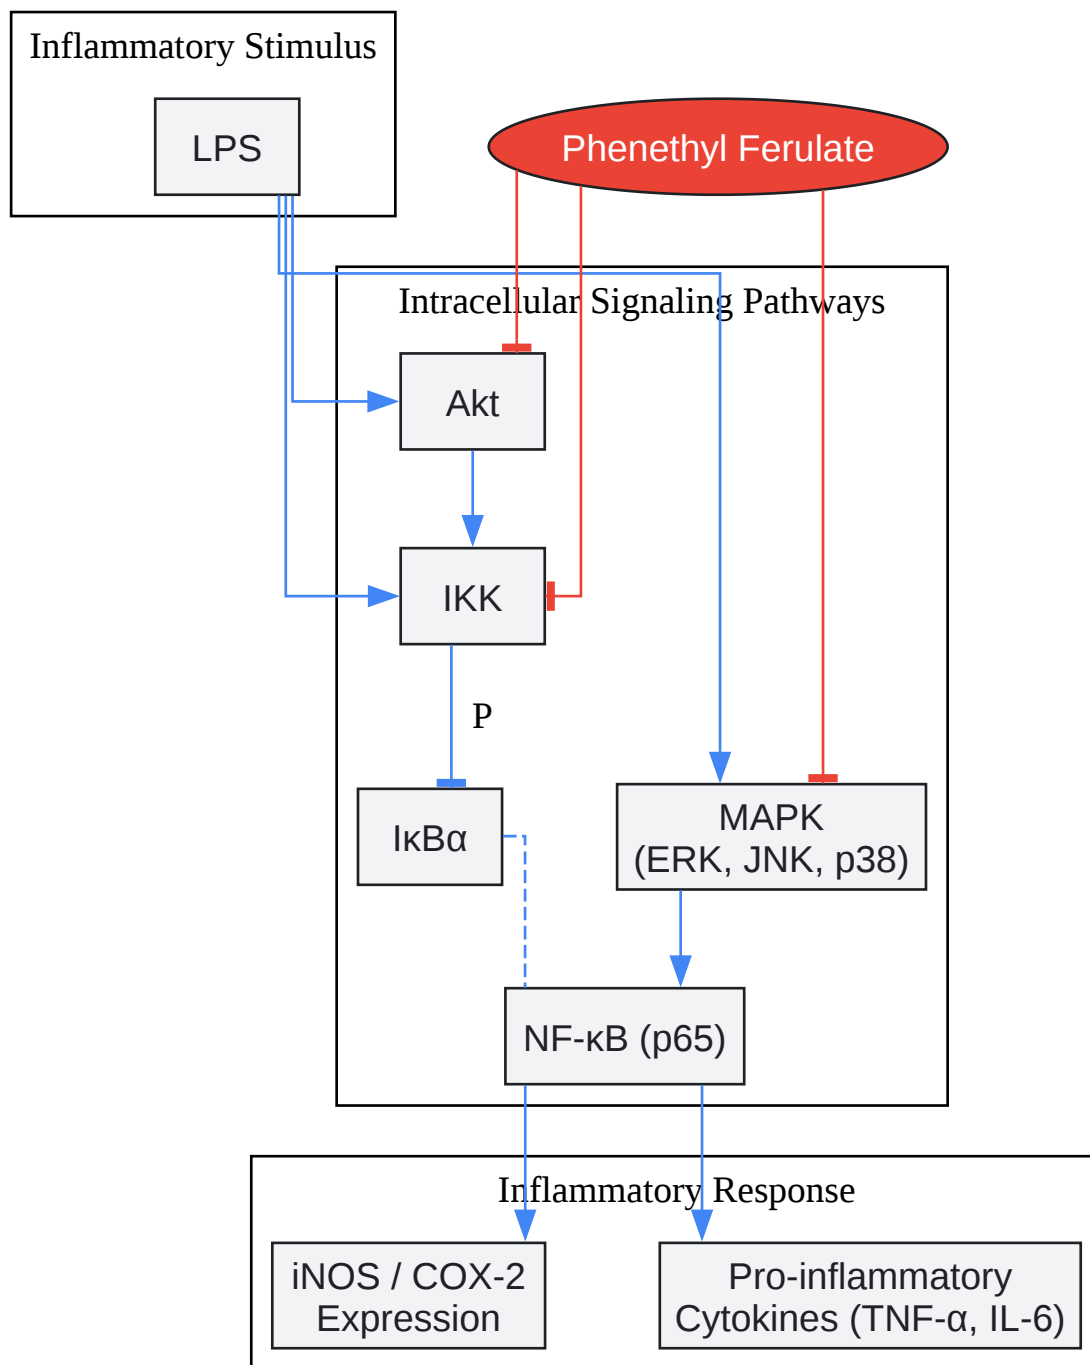 Inflammatory Stimulus
LPS
Phenethyl Ferulate
Intracellular Signaling Pathways
Akt
IKK
P
IκBα
MAPK
(ERK, JNK, p38)
NF-κB (p65)
Inflammatory Response
iNOS / COX-2
Expression
Pro-inflammatory
Cytokines (TNF-α, IL-6)